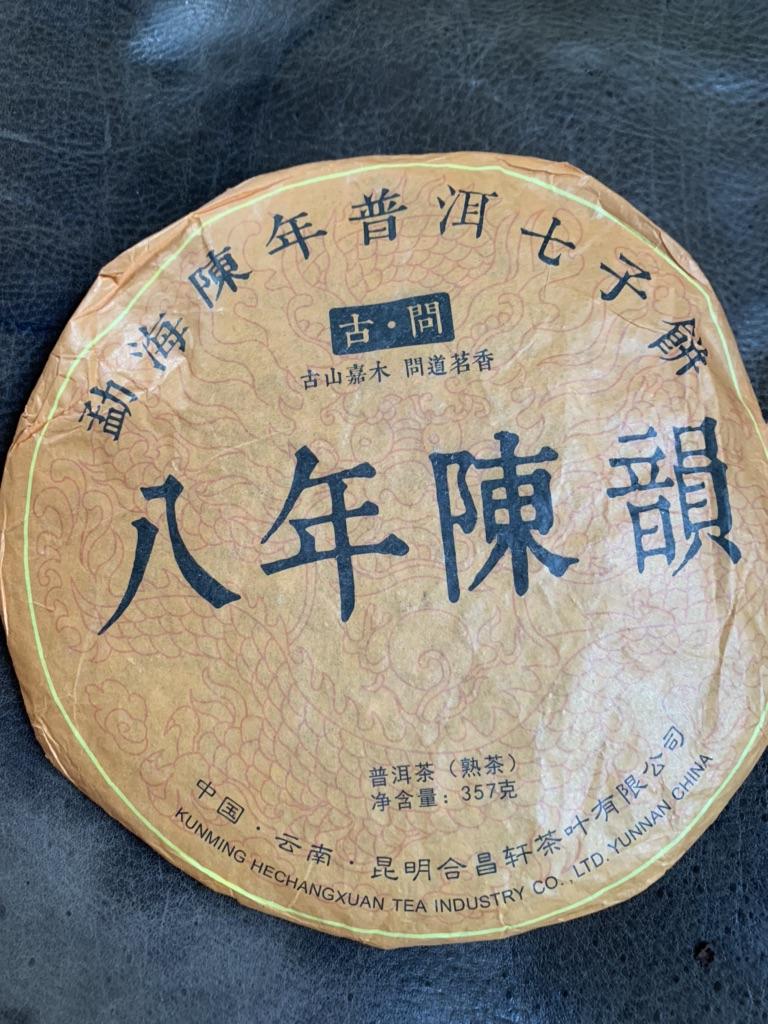 勐海陳年普洱七子餅
古·問
古山嘉木 問道茗香
八年陳韻
普洱茶（熟茶）
净含量：357克
中国·云南·昆明合昌轩茶叶有限公司
KUNMING HECHANGXUAN TEA INDUSTRY CO.,LTD. YUNNAN CHINA